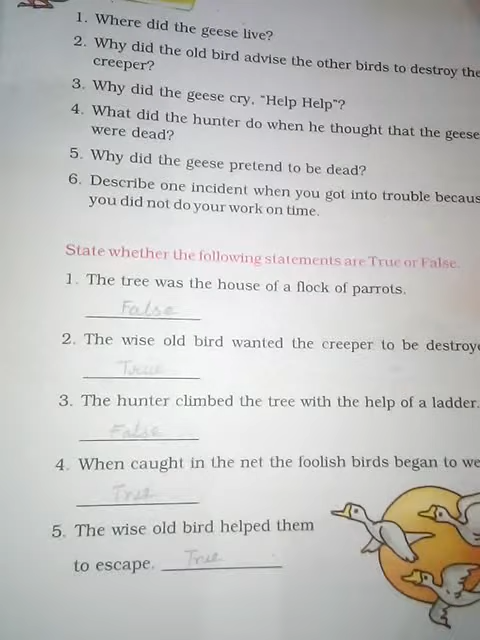 1. Where did the geese live?
2. Why did the old bird advise the other birds to destroy the
creeper?
3. Why did the geese cry, "Help Help"?
4. What did the hunter do when he thought that the geese
were dead?
5. Why did the geese pretend to be dead?
6. Describe one incident when you got into trouble becaus
you did not do your work on time.
State whether the following statements are True or False.
1. The tree was the house of a flock of parrots.
False
2. The wise old bird wanted the creeper to be destroye
True
3. The hunter climbed the tree with the help of a ladder.
False
4. When caught in the net the foolish birds began to we
True
5. The wise old bird helped them
to escape. True